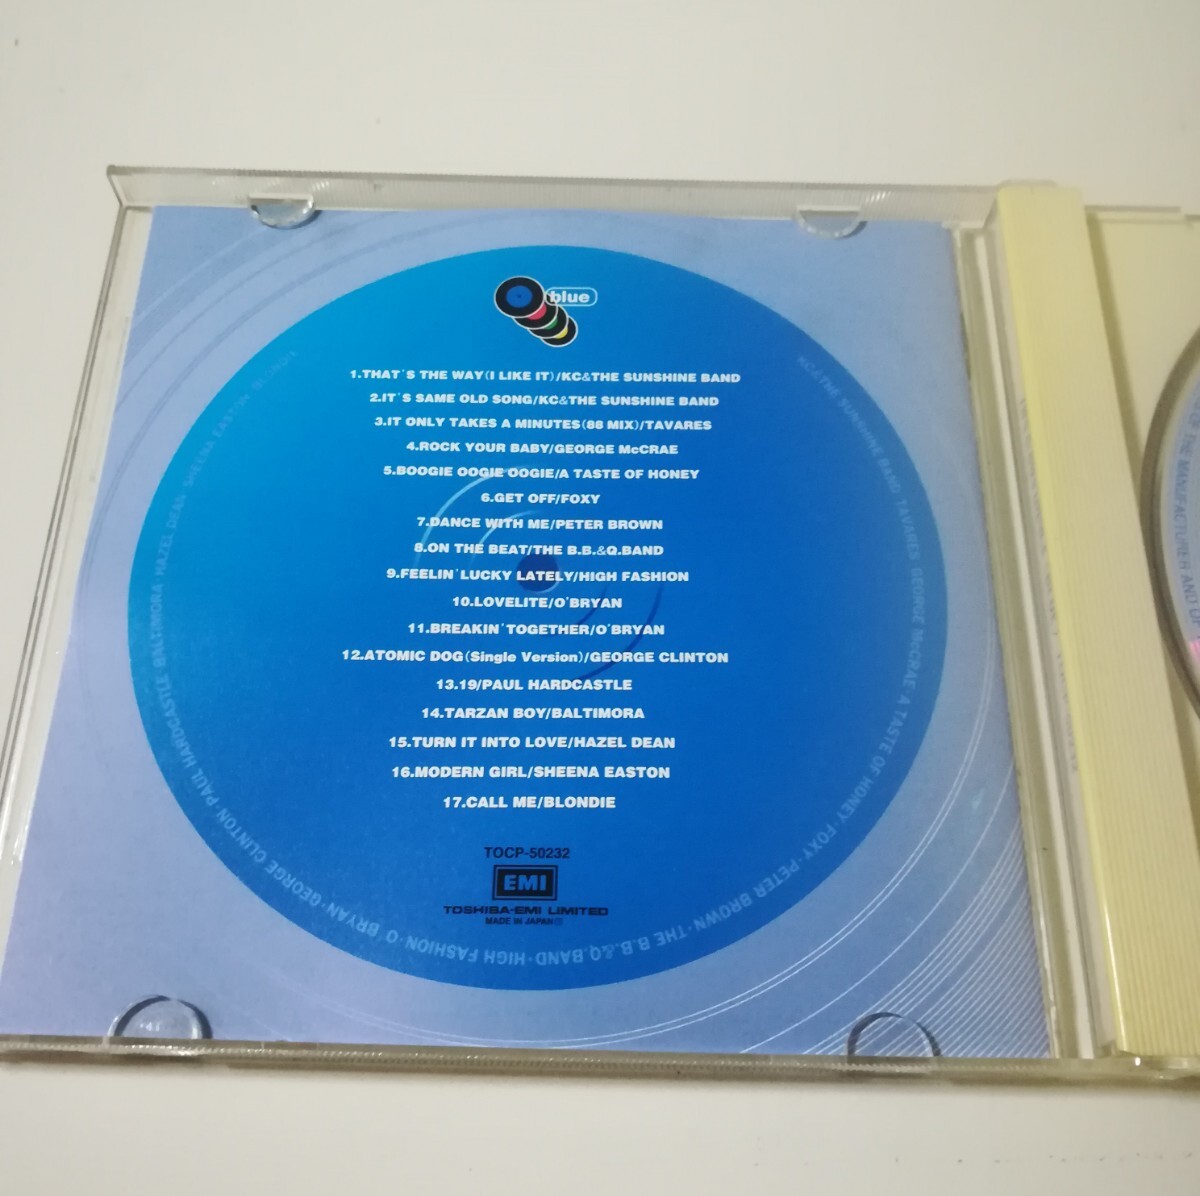 blue
1.THAT'S THE WAY(I LIKE IT)/KC&THE SUNSHINE BAND
2.IT'S SAME OLD SONG/KC&THE SUNSHINE BAND
3.IT ONLY TAKES A MINUTES(88 MIX)/TAVARES
4.ROCK YOUR BABY/GEORGE McCRAE
5.BOOGIE OOGIE OOGIE/A TASTE OF HONEY
6.GET OFF/FOXY
7.DANCE WITH ME/PETER BROWN
8.ON THE BEAT/THE B.B.&Q.BAND
9.FEELIN'LUCKY LATELY/HIGH FASHION
10.LOVELITE/O'BRYAN
11.BREAKIN'TOGETHER/O'BRYAN
12.ATOMIC DOG(Single Version)/GEORGE CLINTON
13.19/PAUL HARDCASTLE
14.TARZAN BOY/BALTIMORA
15.TURN IT INTO LOVE/HAZEL DEAN
16.MODERN GIRL/SHEENA EASTON
17.CALL ME/BLONDIE
TOCP-50232
EMI
TOSHIBA-EMI LIMITED
MADE IN JAPAN
KC&THE SUNSHINE BAND·TAVARES·GEORGE McCRAE·A TASTE OF HONEY·FOXY·PETER BROWN·THE B.B.&Q.BAND·HIGH FASHION·O'BRYAN·GEORGE CLINTON·PAUL HARDCASTLE·BALTIMORA·HAZEL DEAN·SHEENA EASTON·BLONDIE
THE MANUFACTURER AND OF